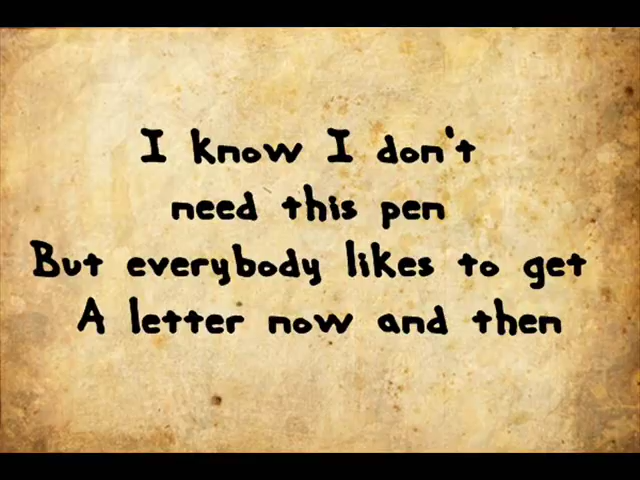 I know I don't
need this pen
But everybody likes to get
A letter now and then